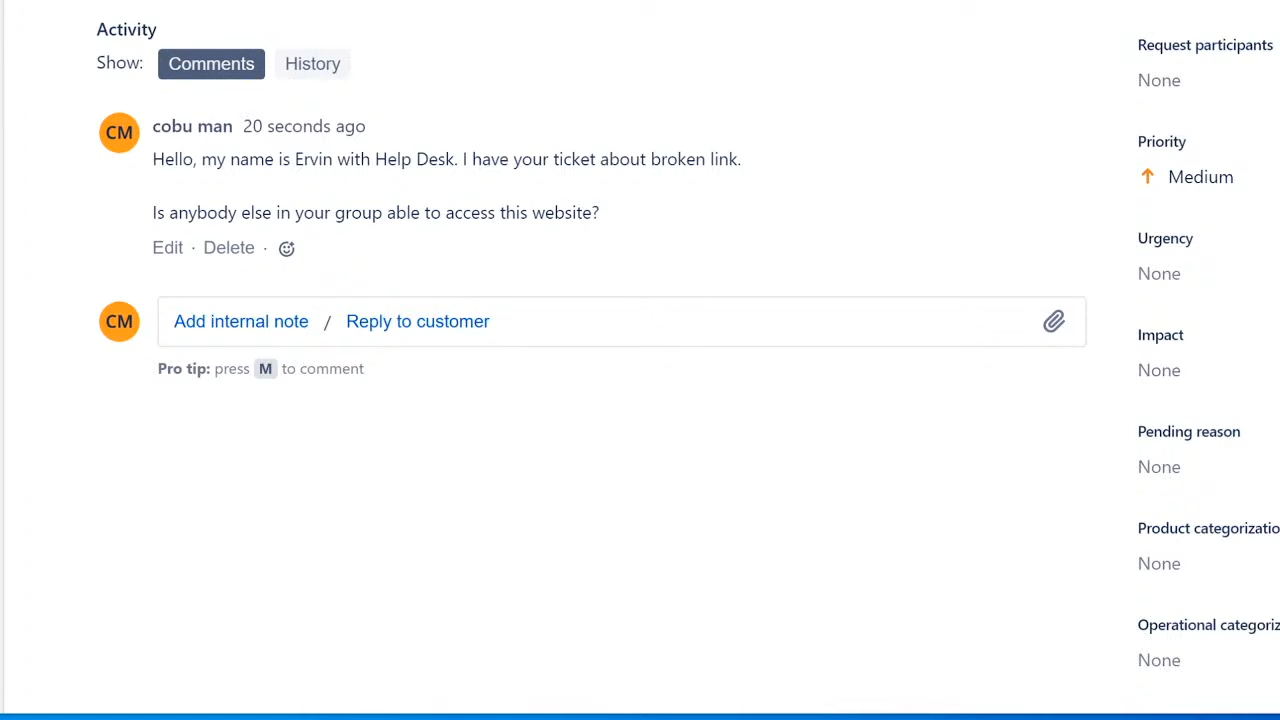 Activity
Show: Comments History
CM cobu man 20 seconds ago
Hello, my name is Ervin with Help Desk. I have your ticket about broken link.
Is anybody else in your group able to access this website?
Edit · Delete ·
CM Add internal note / Reply to customer
Pro tip: press M to comment
Request participants
None
Priority
Medium
Urgency
None
Impact
None
Pending reason
None
Product categorizatio
None
Operational categoriz
None